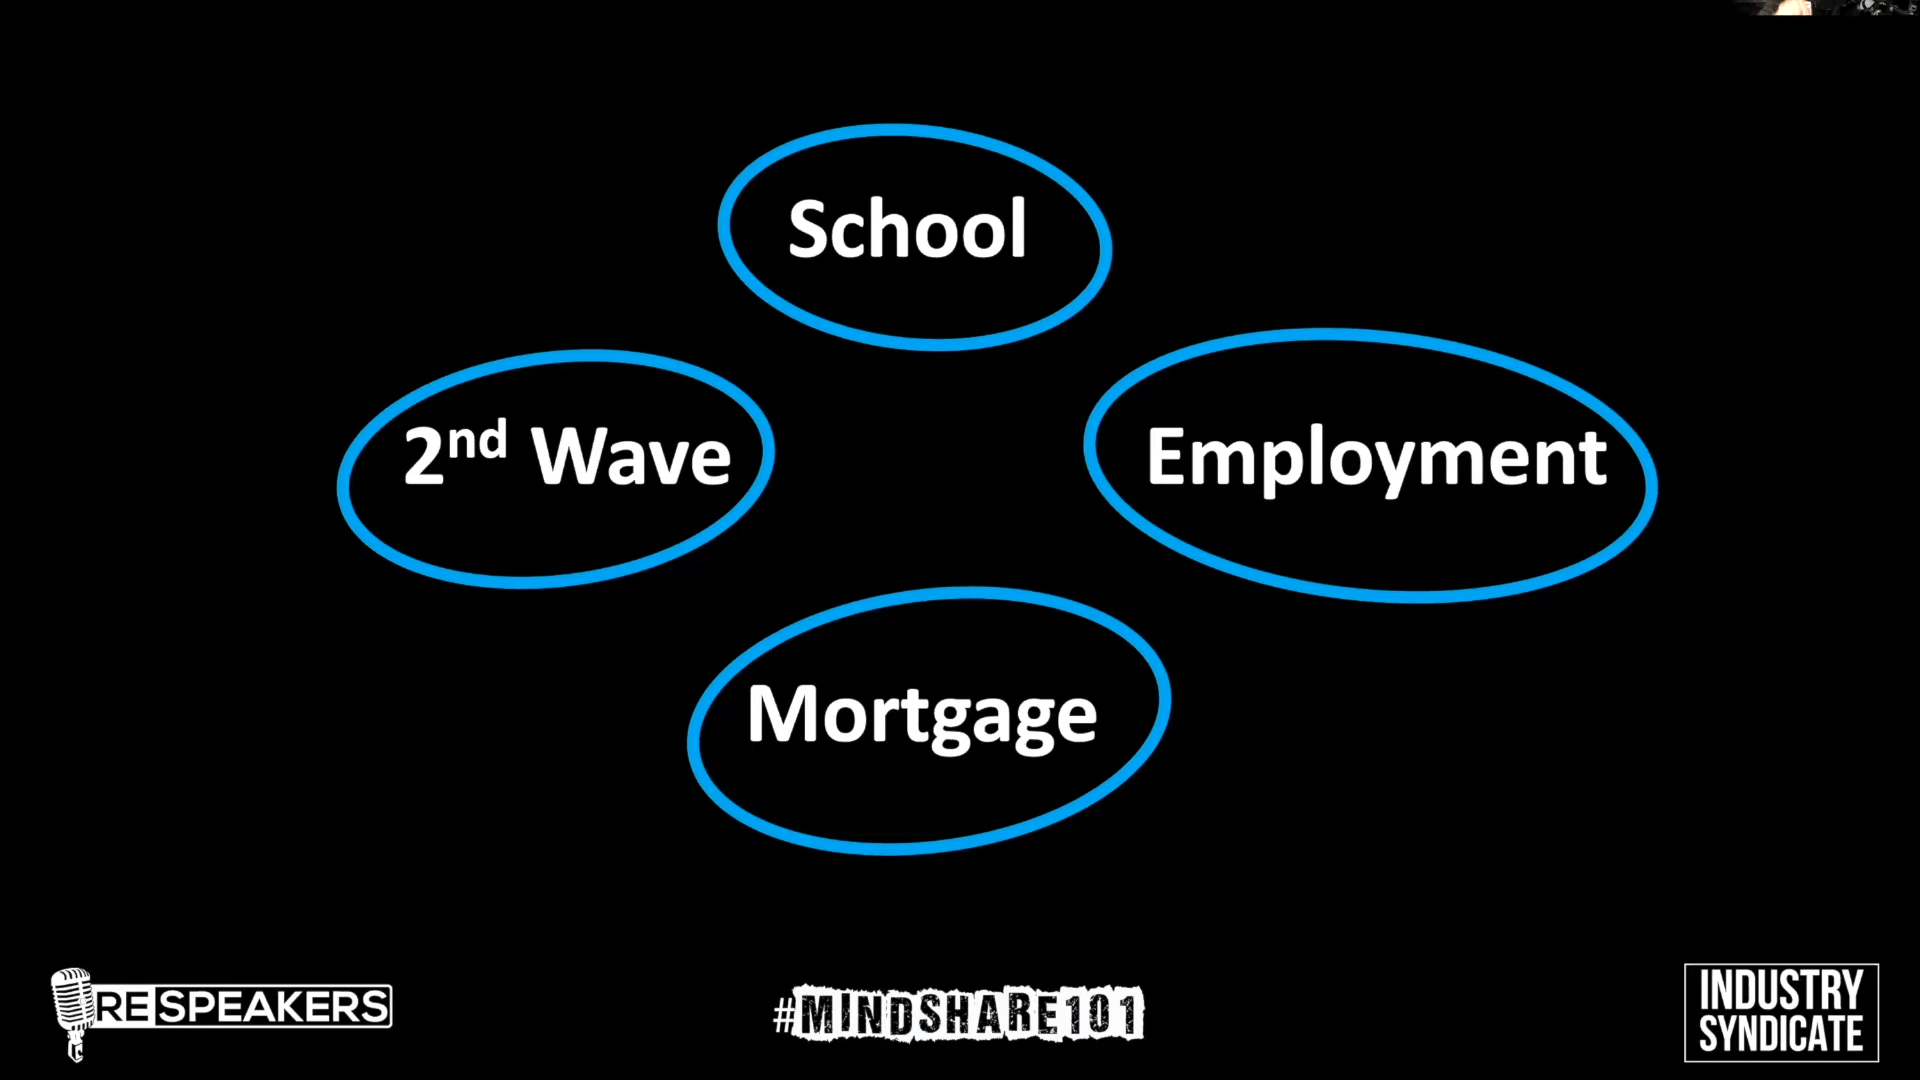 School
2nd Wave
Employment
Mortgage
RESPEAKERS
#MINDSHARE101
INDUSTRY
SYNDICATE